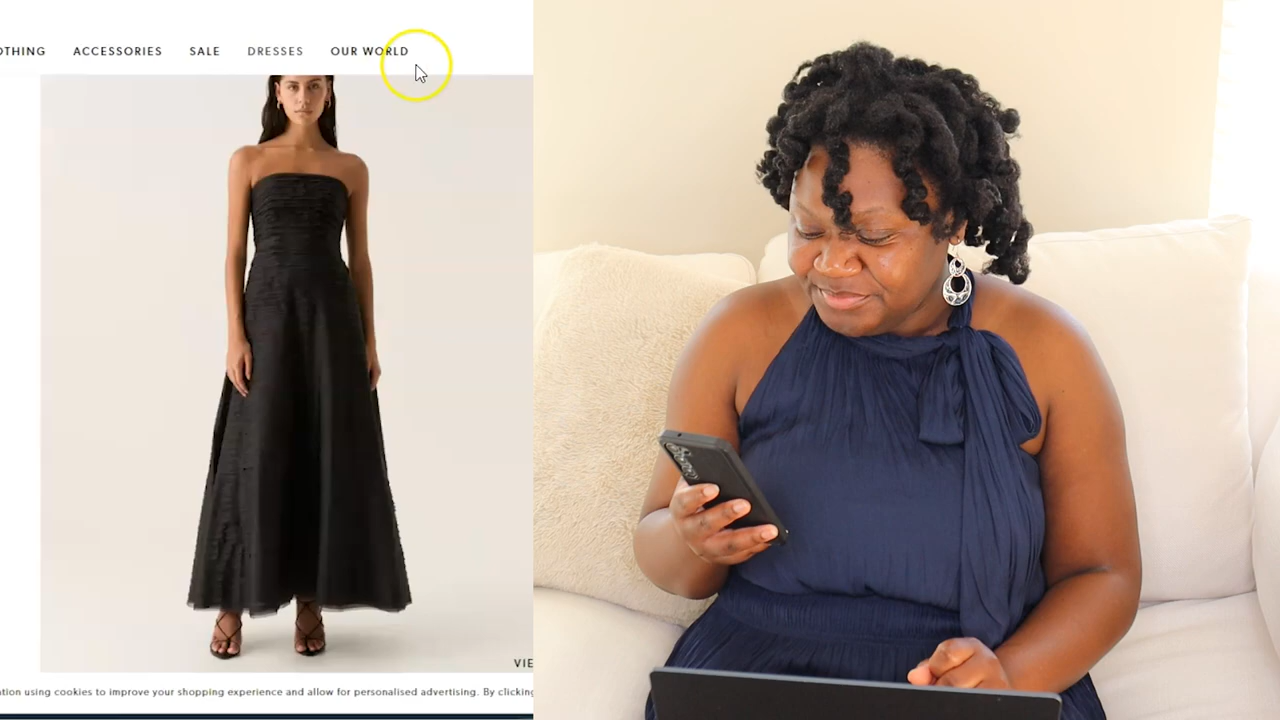 OTHING ACCESSORIES SALE DRESSES OUR WORLD
VIE
ation using cookies to improve your shopping experience and allow for personalised advertising. By clicking